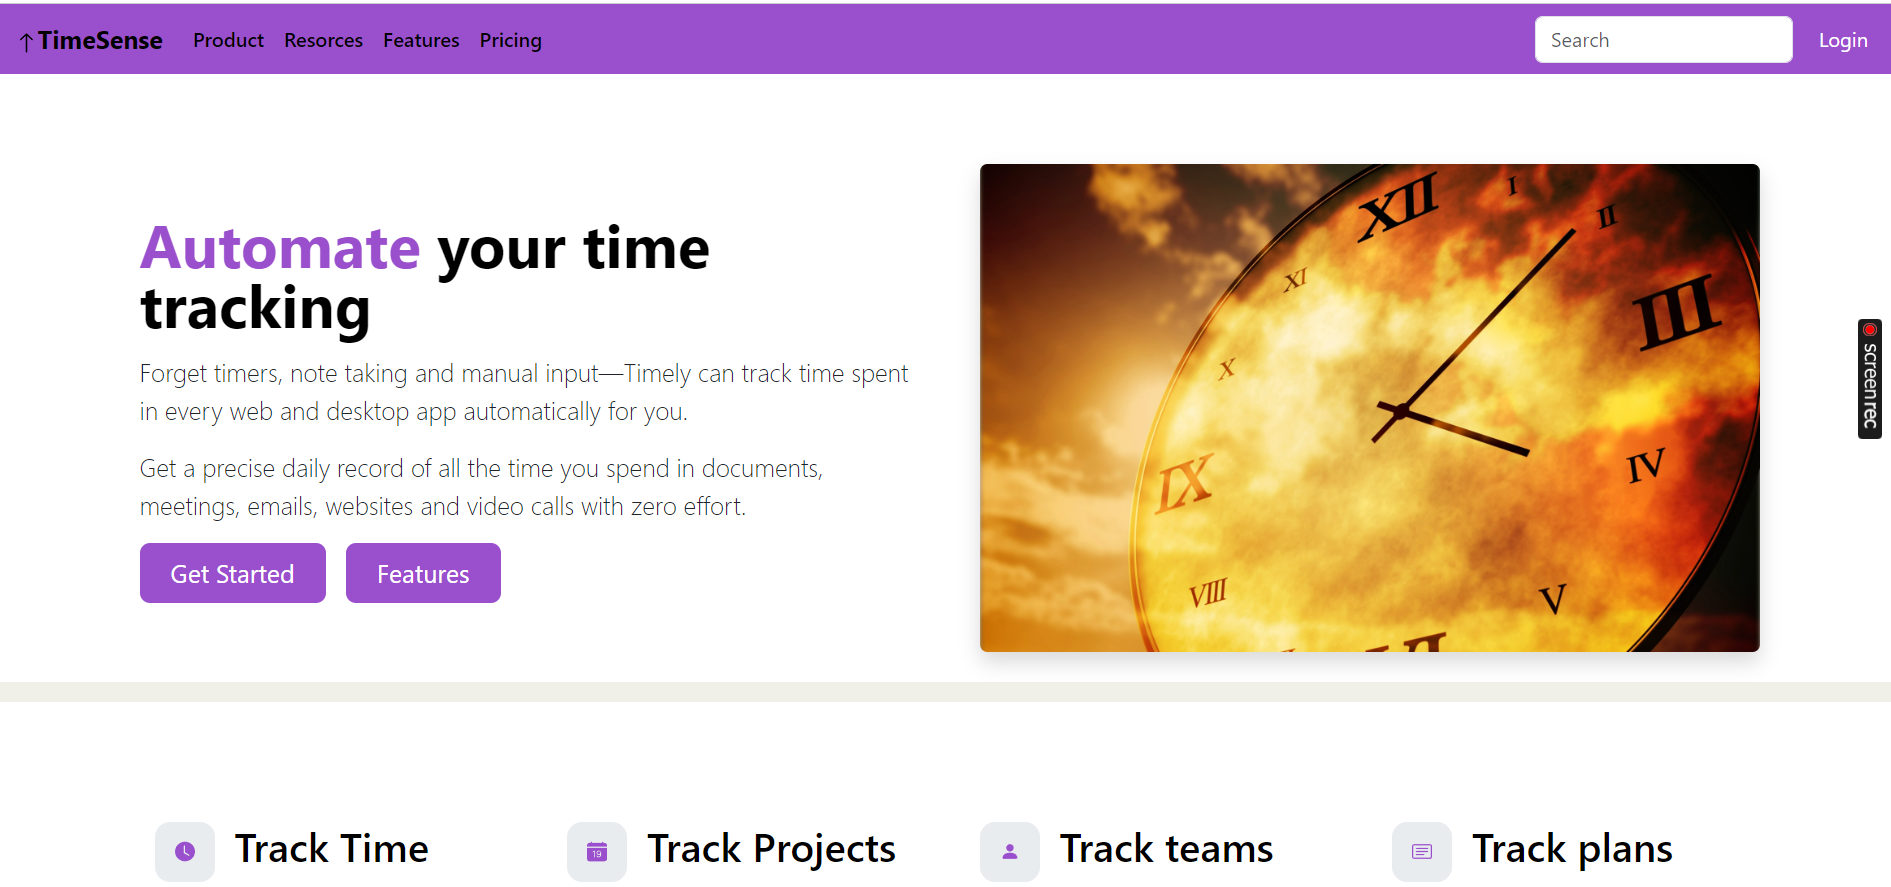 ↑TimeSense Product Resorces Features Pricing Search Login
Automate your time
tracking
Forget timers, note taking and manual input—Timely can track time spent
in every web and desktop app automatically for you.
Get a precise daily record of all the time you spend in documents,
meetings, emails, websites and video calls with zero effort.
Get Started Features
XII
I
II
XI
III
X
IV
IX
VIII
V
VI
screenrec
19
Track Time Track Projects Track teams Track plans